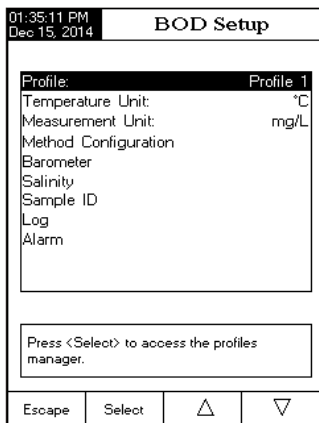 01:35:11 PM
Dec 15, 2014
BOD Setup
Profile: Profile 1
Temperature Unit: °C
Measurement Unit: mg/L
Method Configuration
Barometer
Salinity
Sample ID
Log
Alarm
Press <Select> to access the profiles
manager.
Escape Select